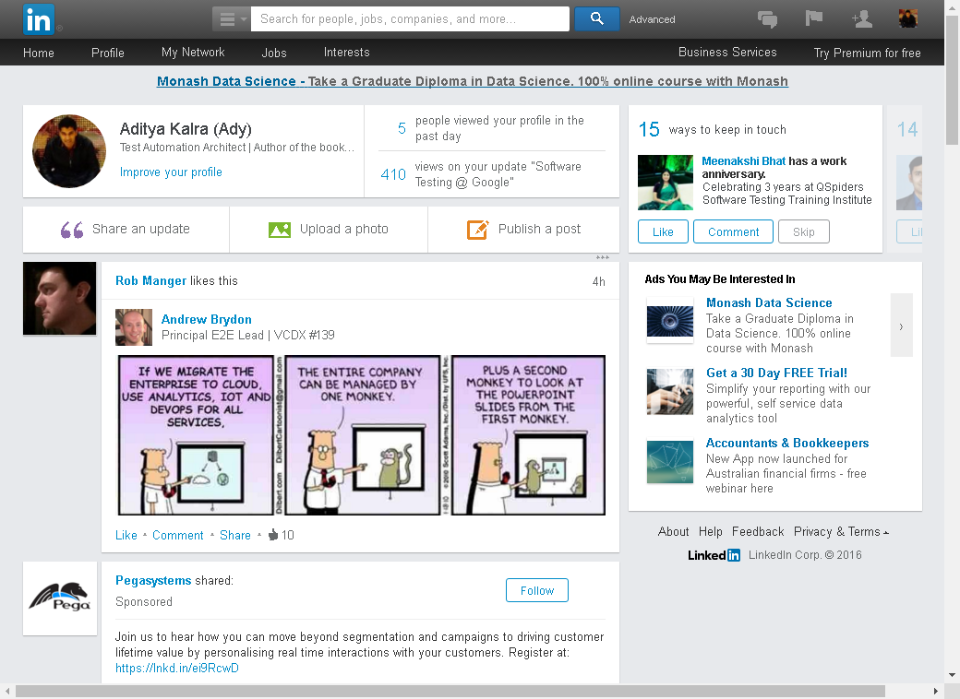 in
Search for people, jobs, companies, and more...
Advanced
Home Profile My Network Jobs Interests Business Services Try Premium for free
Monash Data Science - Take a Graduate Diploma in Data Science. 100% online course with Monash
Aditya Kalra (Ady)
Test Automation Architect | Author of the book...
Improve your profile
5 people viewed your profile in the
past day
410 views on your update "Software
Testing @ Google"
15 ways to keep in touch
Meenakshi Bhat has a work
anniversary.
Celebrating 3 years at QSpiders
Software Testing Training Institute
Like Comment Skip
14
Share an update Upload a photo Publish a post
Rob Manger likes this 4h
Andrew Brydon
Principal E2E Lead | VCDX #139
IF WE MIGRATE THE
ENTERPRISE TO CLOUD,
USE ANALYTICS, IOT AND
DEVOPS FOR ALL
SERVICES,
Dilbert.com DilbertCartoonist@gmail.com
THE ENTIRE COMPANY
CAN BE MANAGED BY
ONE MONKEY.
PLUS A SECOND
MONKEY TO LOOK AT
THE POWERPOINT
SLIDES FROM THE
FIRST MONKEY.
Like Comment Share 10
Pegasystems shared:
Sponsored
Follow
Pega
Join us to hear how you can move beyond segmentation and campaigns to driving customer
lifetime value by personalising real time interactions with your customers. Register at:
https://lnkd.in/ei9RcwD
Ads You May Be Interested In
Monash Data Science
Take a Graduate Diploma in
Data Science. 100% online
course with Monash
Get a 30 Day FREE Trial!
Simplify your reporting with our
powerful, self service data
analytics tool
Accountants & Bookkeepers
New App now launched for
Australian financial firms - free
webinar here
About Help Feedback Privacy & Terms
Linked in LinkedIn Corp. © 2016